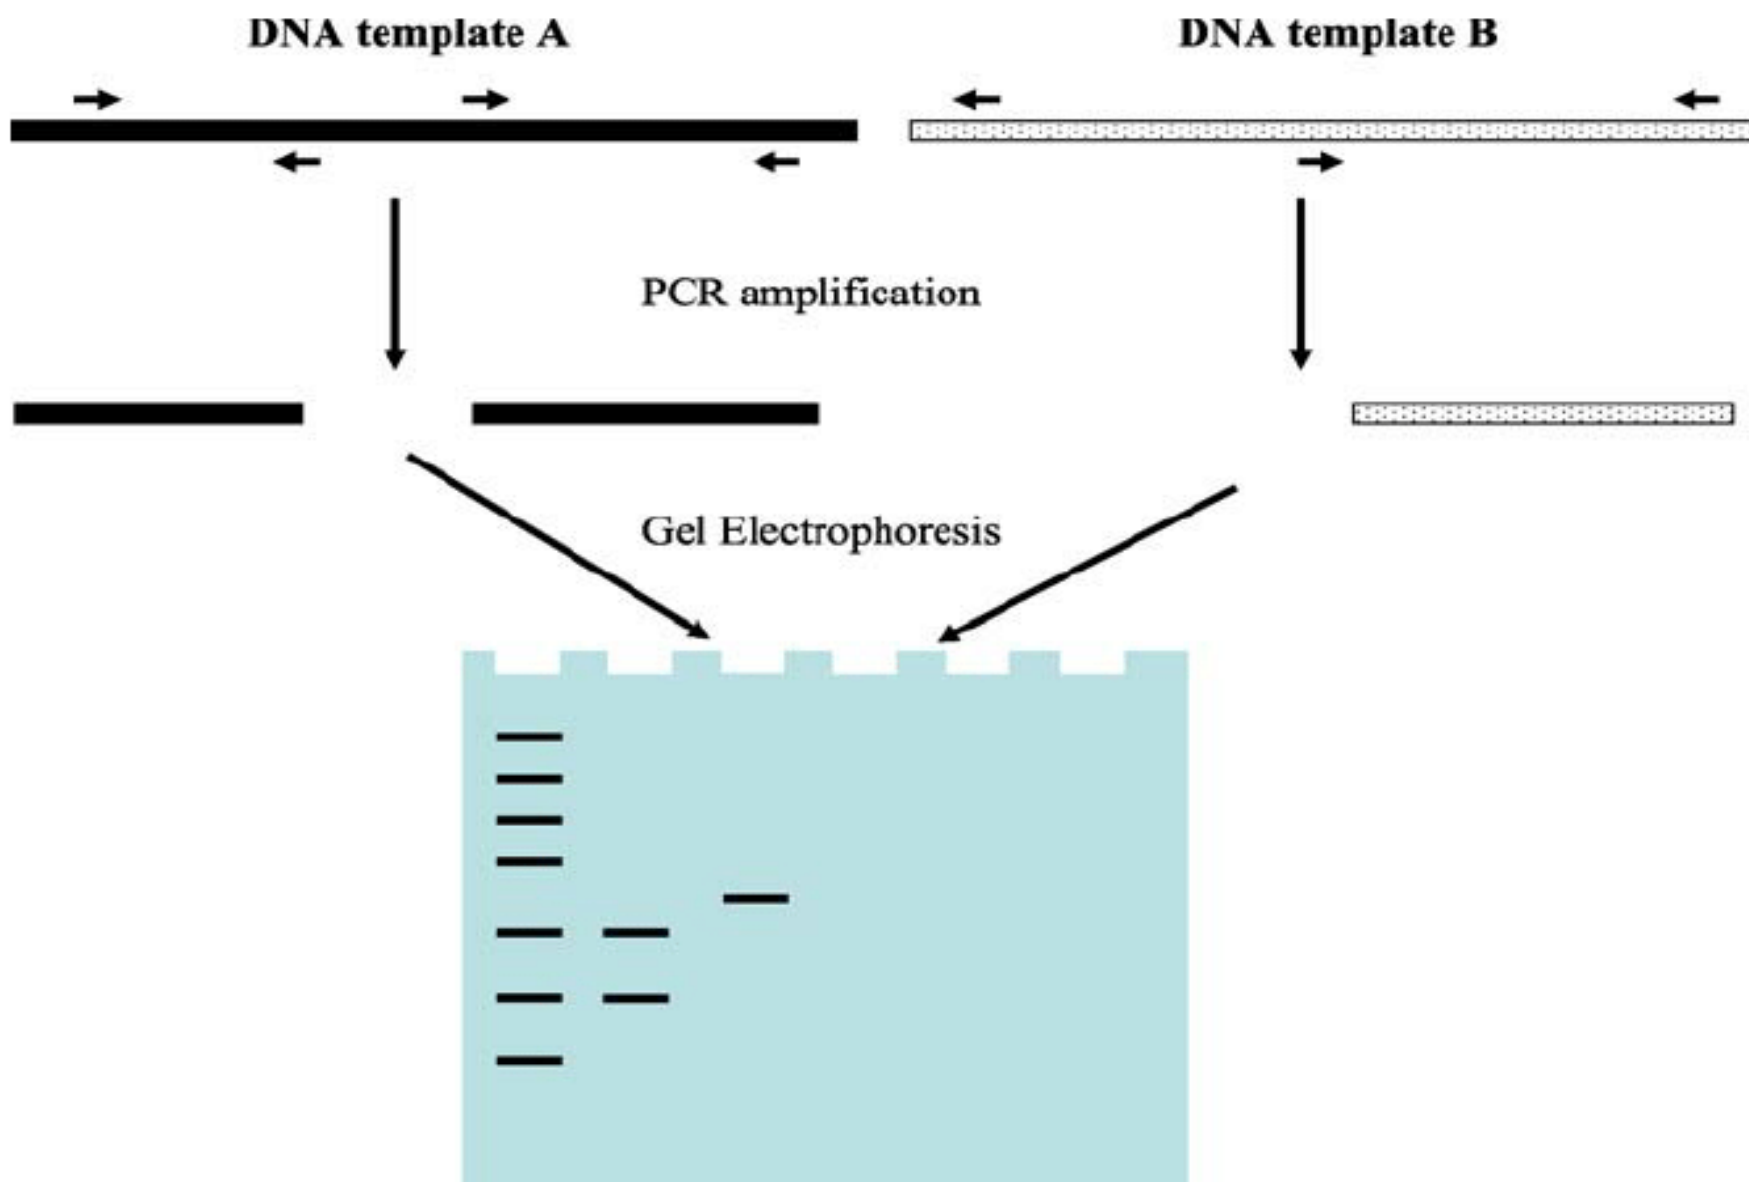 DNA template A
DNA template B
PCR amplification
Gel Electrophoresis